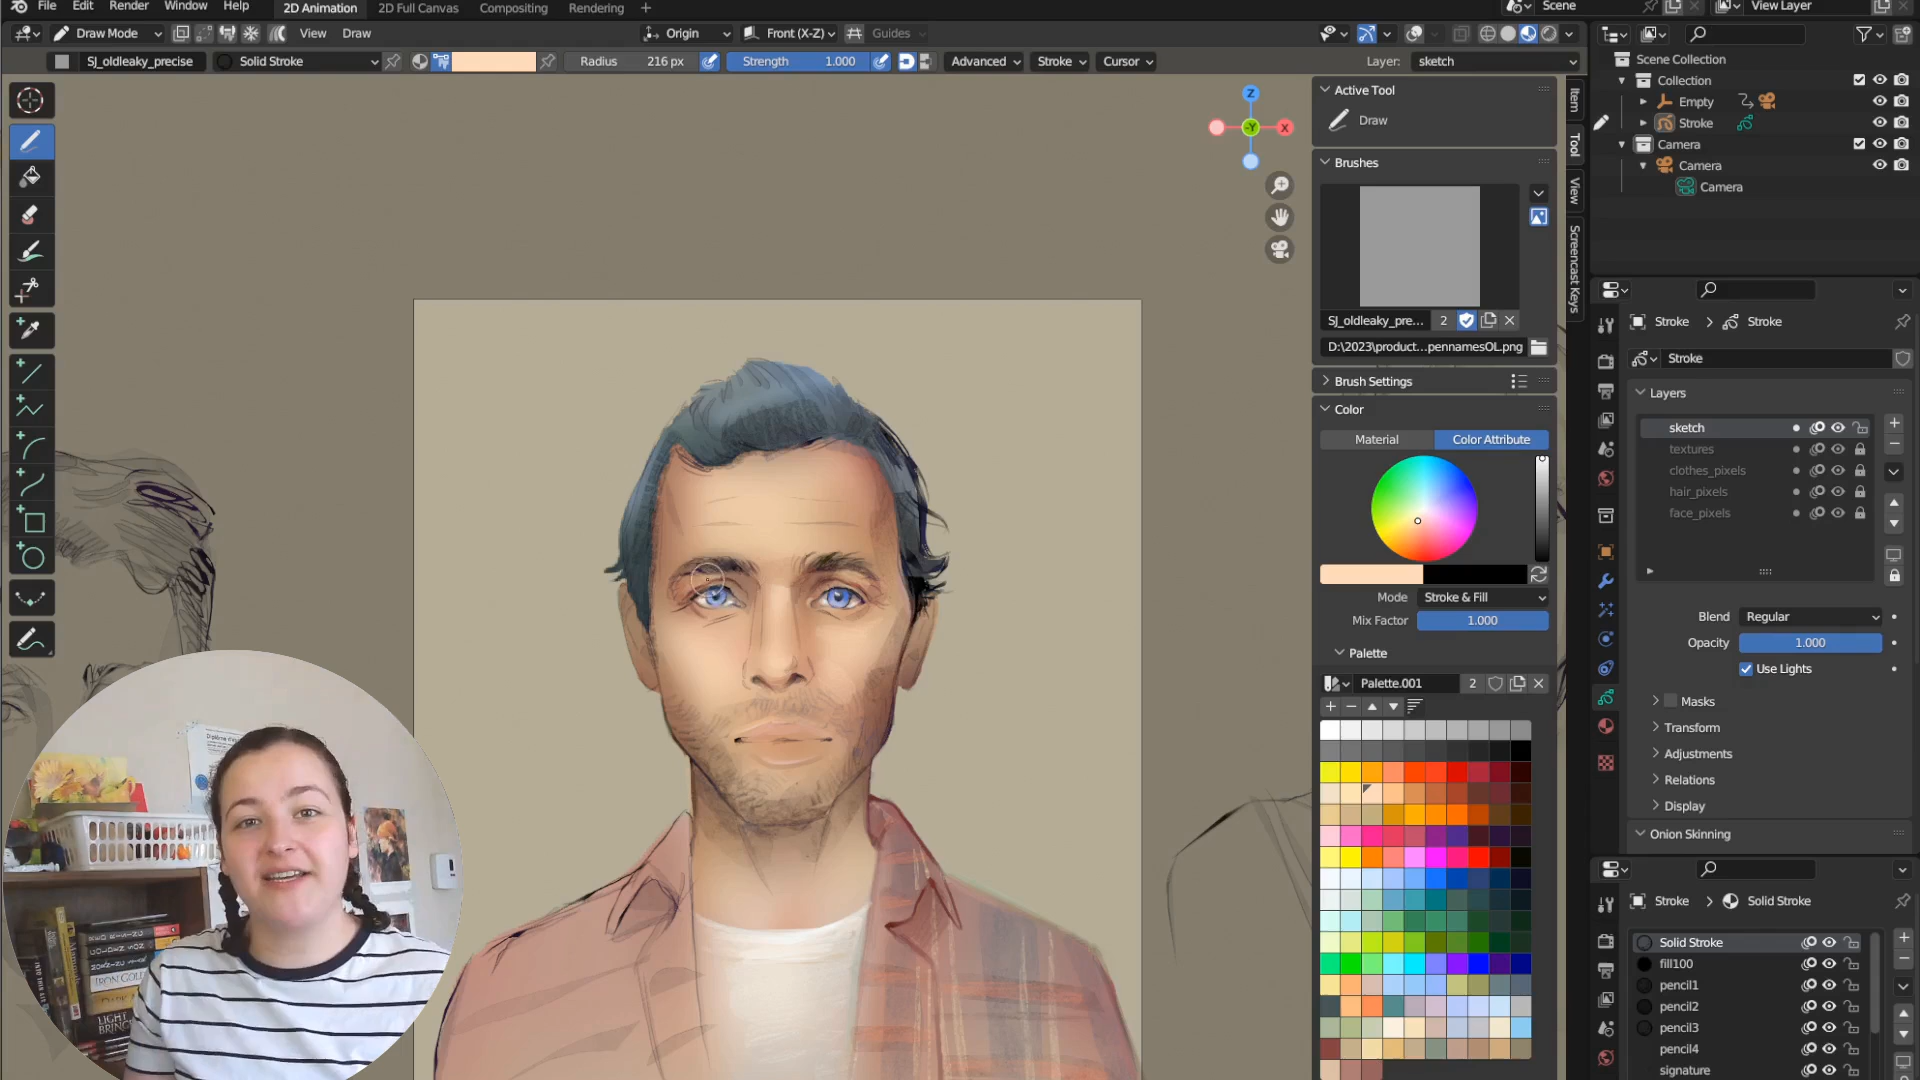 File Edit Render Window Help 2D Animation 2D Full Canvas Compositing Rendering + Scene View Layer
Draw Mode View Draw Origin Front (X-Z) Guides
SJ_oldleaky_precise Solid Stroke Radius 216 px Strength 1.000 Advanced Stroke Cursor Layer: sketch
Z
-Y
X
Active Tool
Draw
Brushes
SJ_oldleaky_pre... 2
D:\2023\product...pennamesOL.png
Brush Settings
Color
Material Color Attribute
Mode Stroke & Fill
Mix Factor 1.000
Palette
Palette.001 2
Item
Tool
View
Screencast Keys
Scene Collection
Collection
Empty
Stroke
Camera
Camera
Camera
Stroke > Stroke
Stroke
Layers
sketch
textures
clothes_pixels
hair_pixels
face_pixels
Blend Regular
Opacity 1.000
Use Lights
Masks
Transform
Adjustments
Relations
Display
Onion Skinning
Stroke > Solid Stroke
Solid Stroke
fill100
pencil1
pencil2
pencil3
pencil4
signature
IRON GOLD
DARK A
LIGHT
BRING